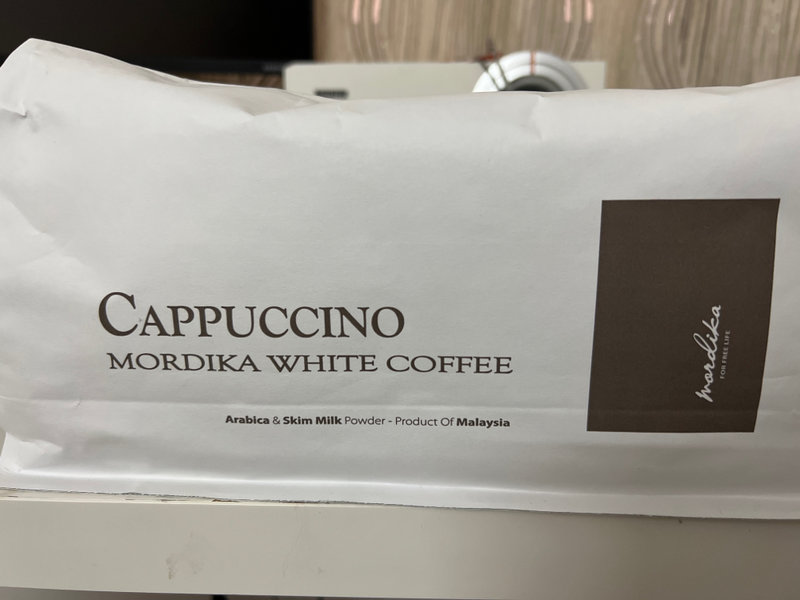 CAPPUCCINO
MORDIKA WHITE COFFEE
Arabica & Skim Milk Powder - Product Of Malaysia
mordika
FOR FREE LIFE